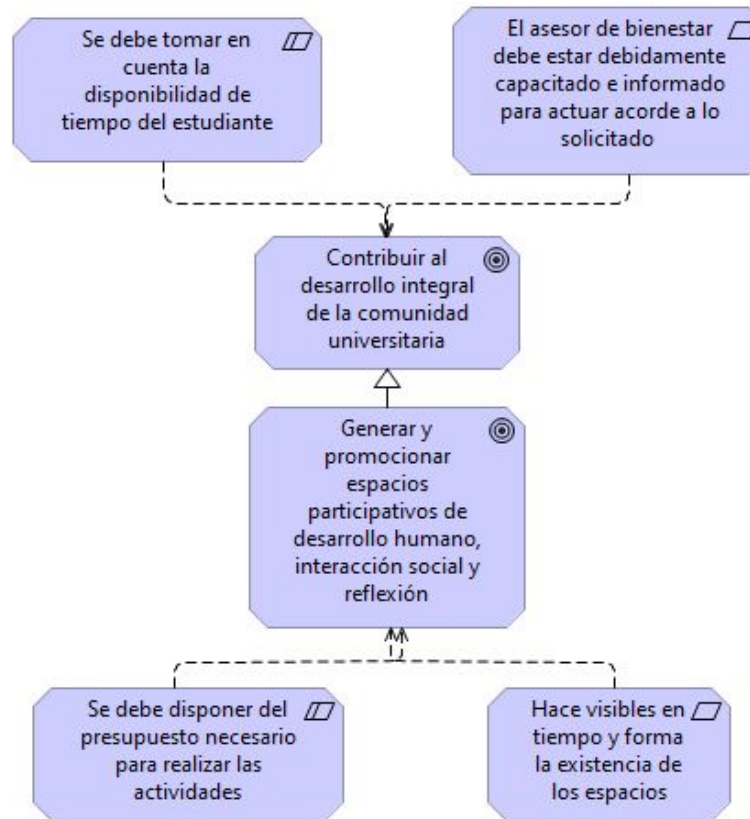 Se debe tomar en
cuenta la
disponibilidad de
tiempo del estudiante
El asesor de bienestar
debe estar debidamente
capacitado e informado
para actuar acorde a lo
solicitado
Contribuir al
desarrollo integral
de la comunidad
universitaria
Generar y
promocionar
espacios
participativos de
desarrollo humano,
interacción social y
reflexión
Se debe disponer del
presupuesto necesario
para realizar las
actividades
Hace visibles en
tiempo y forma
la existencia de
los espacios